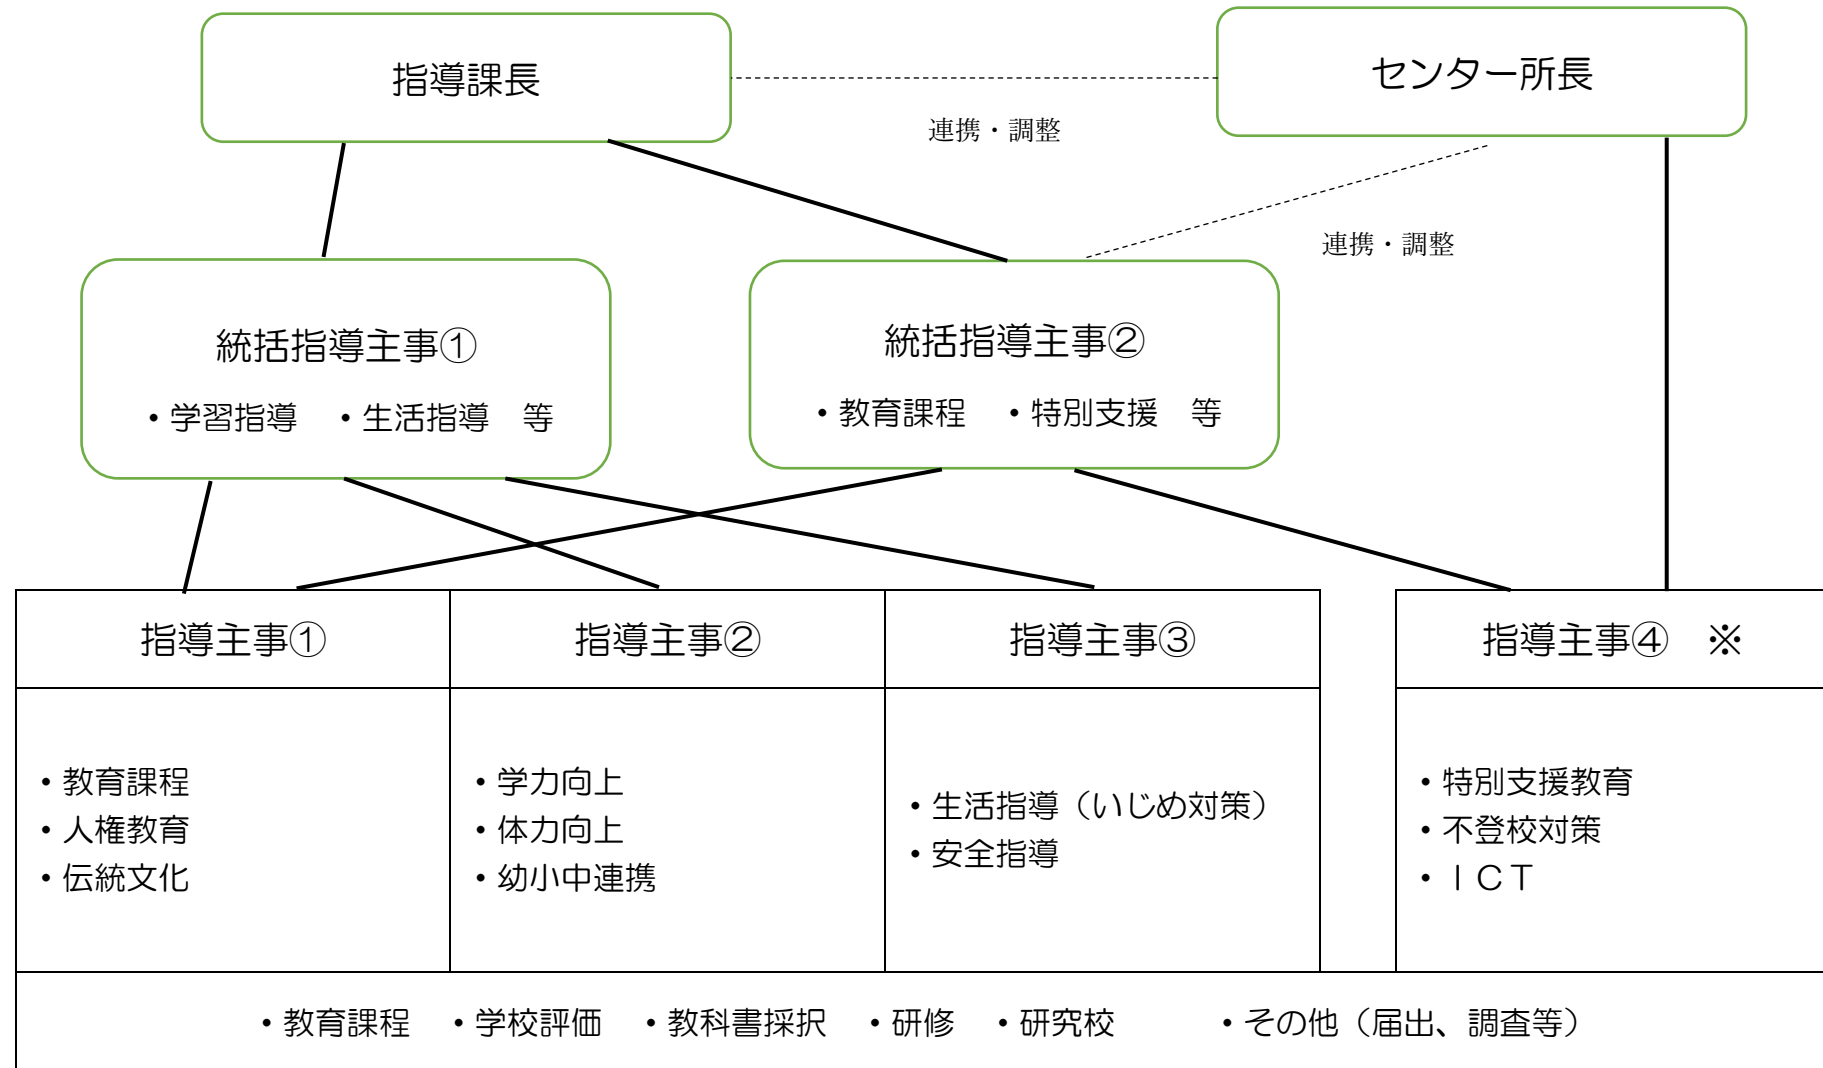 指導課長
センター所長
連携・調整
連携・調整
統括指導主事①
・学習指導　・生活指導　等
統括指導主事②
・教育課程　・特別支援　等
指導主事①
指導主事②
指導主事③
指導主事④　※
・教育課程
・人権教育
・伝統文化
・学力向上
・体力向上
・幼小中連携
・生活指導（いじめ対策）
・安全指導
・特別支援教育
・不登校対策
・ＩＣＴ
・教育課程　・学校評価　・教科書採択　・研修　・研究校　　　・その他（届出、調査等）